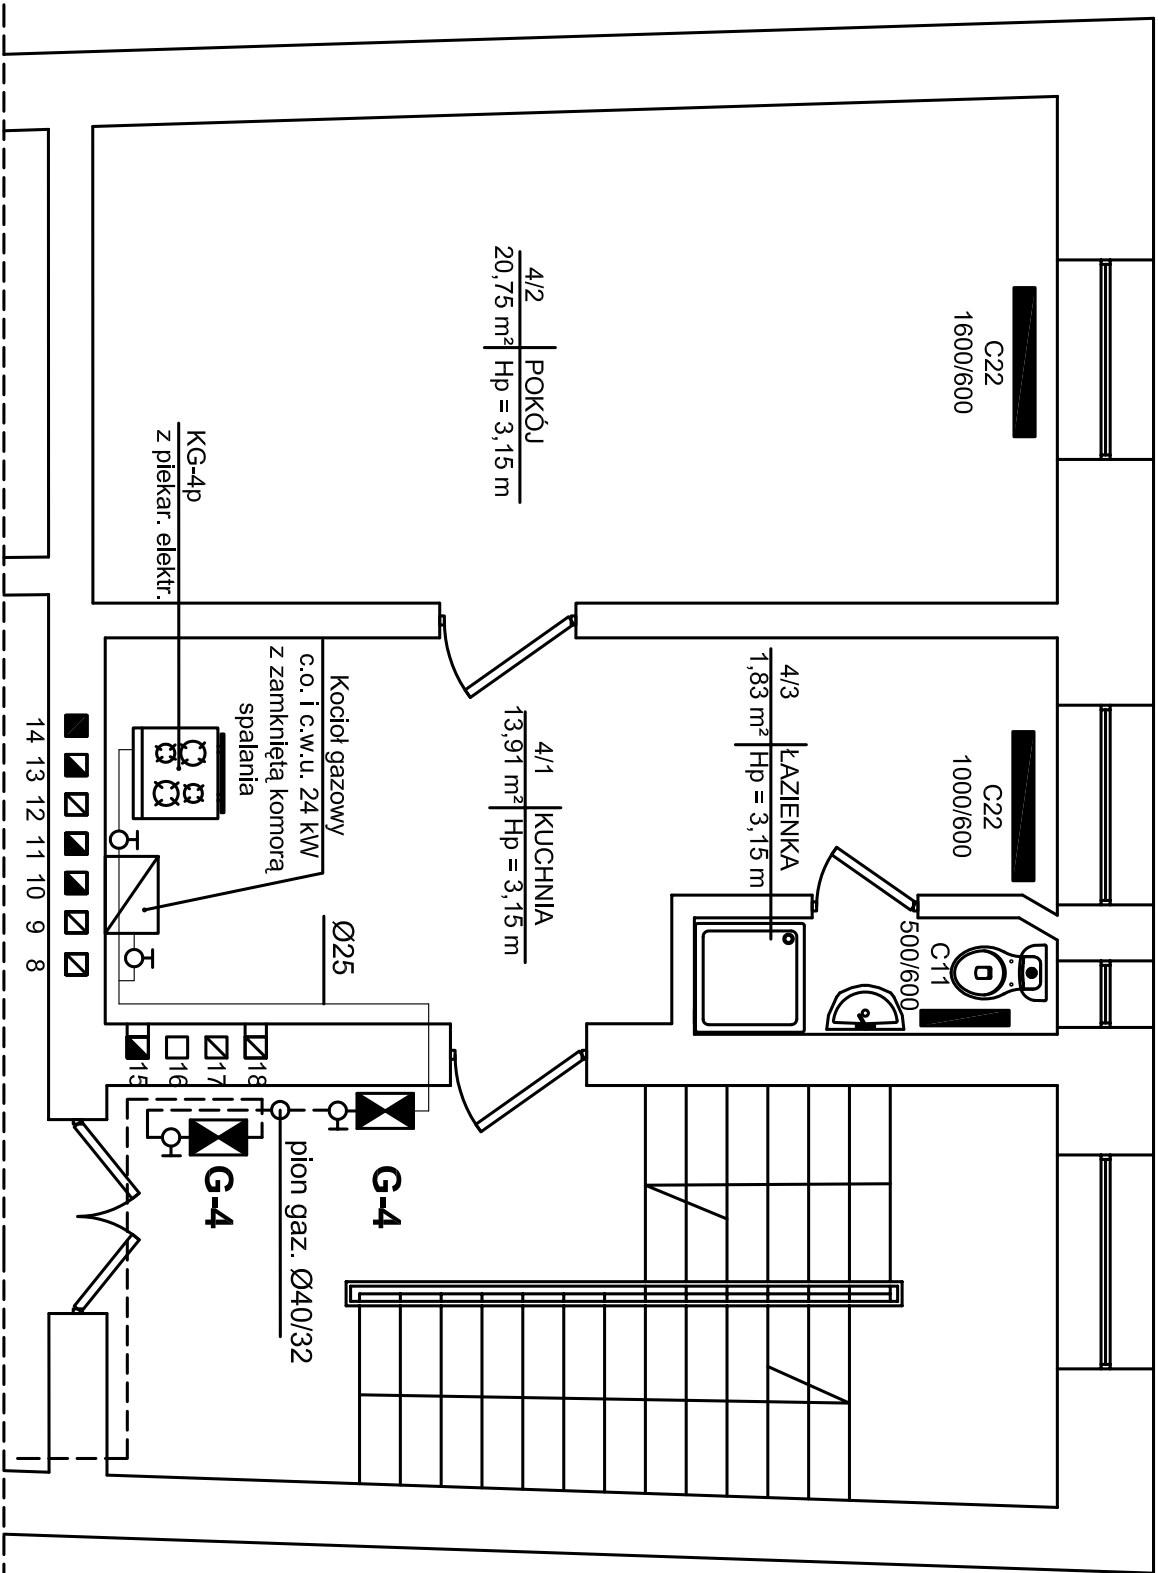 C22
1600/600
4/2 POKÓJ
20,75 m² Hp = 3,15 m
KG-4p
z piekar. elektr.
C22
1000/600
4/3 ŁAZIENKA
1,83 m² Hp = 3,15 m
4/1 KUCHNIA
13,91 m² Hp = 3,15 m
Kocioł gazowy
c.o. i c.w.u. 24 kW
z zamkniętą komorą
spalania
14 13 12 11 10 9 8
C11
500/600
Ø25
18
17
16
15
G-4
pion gaz. Ø40/32
G-4